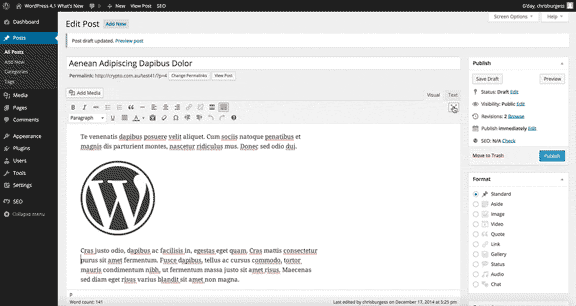 WordPress 4.1 What's New
0
New
View Post
SEO
G'day, chrisburgess
Dashboard
Posts
All Posts
Add New
Categories
Tags
Media
Pages
Comments
Appearance
Plugins
Users
Tools
Settings
SEO
Collapse menu
Screen Options
Help
Edit Post
Add New
Post draft updated. Preview post
Aenean Adipiscing Dapibus Dolor
Permalink: http://crypto.com.au/test41/?p=4
Change Permalinks
View Post
Add Media
Visual
Text
Paragraph
Te venenatis dapibus posuere velit aliquet. Cum sociis natoque penatibus et
magnis dis parturient montes, nascetur ridiculus mus. Donec sed odio dui.
W
Cras justo odio, dapibus ac facilisis in, egestas eget quam. Cras mattis consectetur
purus sit amet fermentum. Fusce dapibus, tellus ac cursus commodo, tortor
mauris condimentum nibh, ut fermentum massa justo sit amet risus. Maecenas
sed diam eget risus varius blandit sit amet non magna.
P
Word count: 141
Last edited by chrisburgess on December 17, 2014 at 5:25 pm
Publish
Save Draft
Preview
Status: Draft Edit
Visibility: Public Edit
Revisions: 2 Browse
Publish immediately Edit
SEO: N/A Check
Move to Trash
Publish
Format
Standard
Aside
Image
Video
Quote
Link
Gallery
Status
Audio
Chat